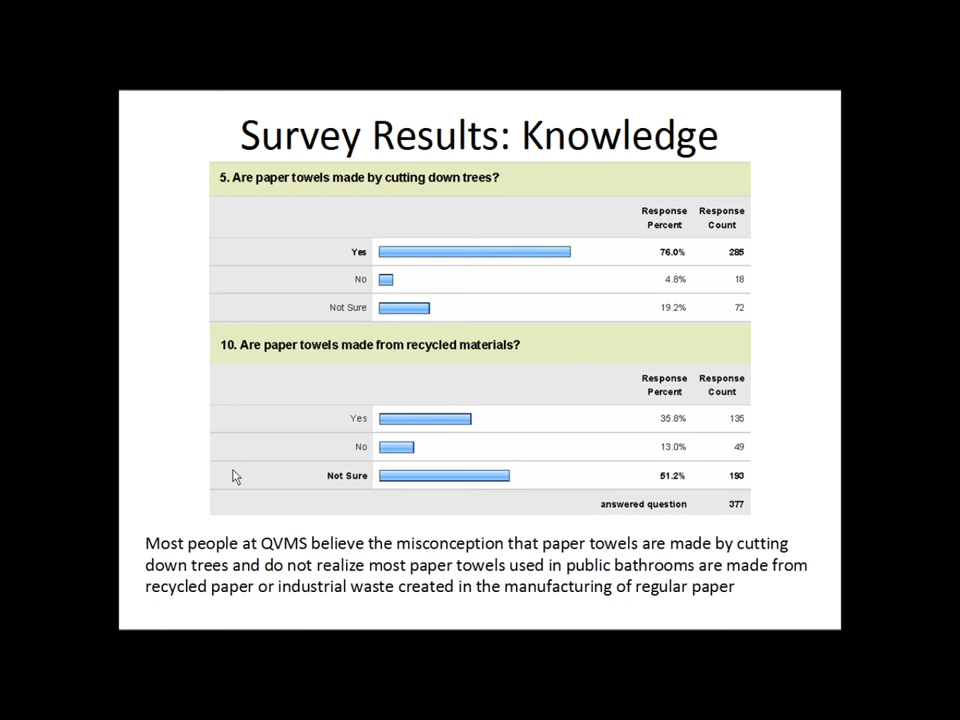 Survey Results: Knowledge
5. Are paper towels made by cutting down trees?
Response Percent Response Count
Yes 76.0% 285
No 4.8% 18
Not Sure 19.2% 72
10. Are paper towels made from recycled materials?
Response Percent Response Count
Yes 35.8% 135
No 13.0% 49
Not Sure 51.2% 193
answered question 377
Most people at QVMS believe the misconception that paper towels are made by cutting
down trees and do not realize most paper towels used in public bathrooms are made from
recycled paper or industrial waste created in the manufacturing of regular paper